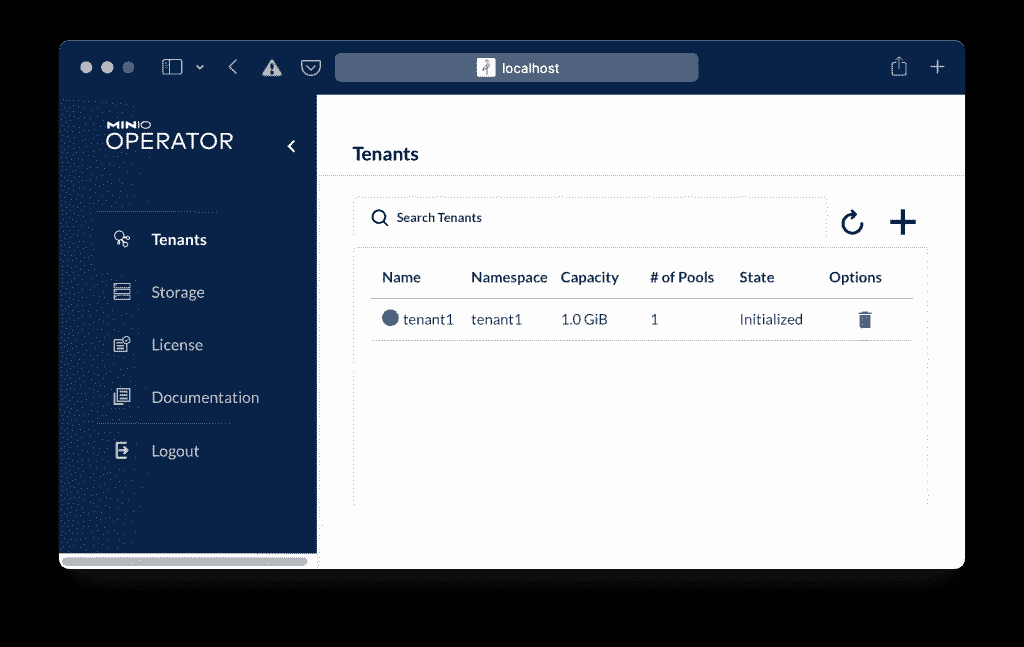 localhost
MINIO
OPERATOR
Tenants
Storage
License
Documentation
Logout
Tenants
Search Tenants
Name Namespace Capacity # of Pools State Options
tenant1 tenant1 1.0 GiB 1 Initialized